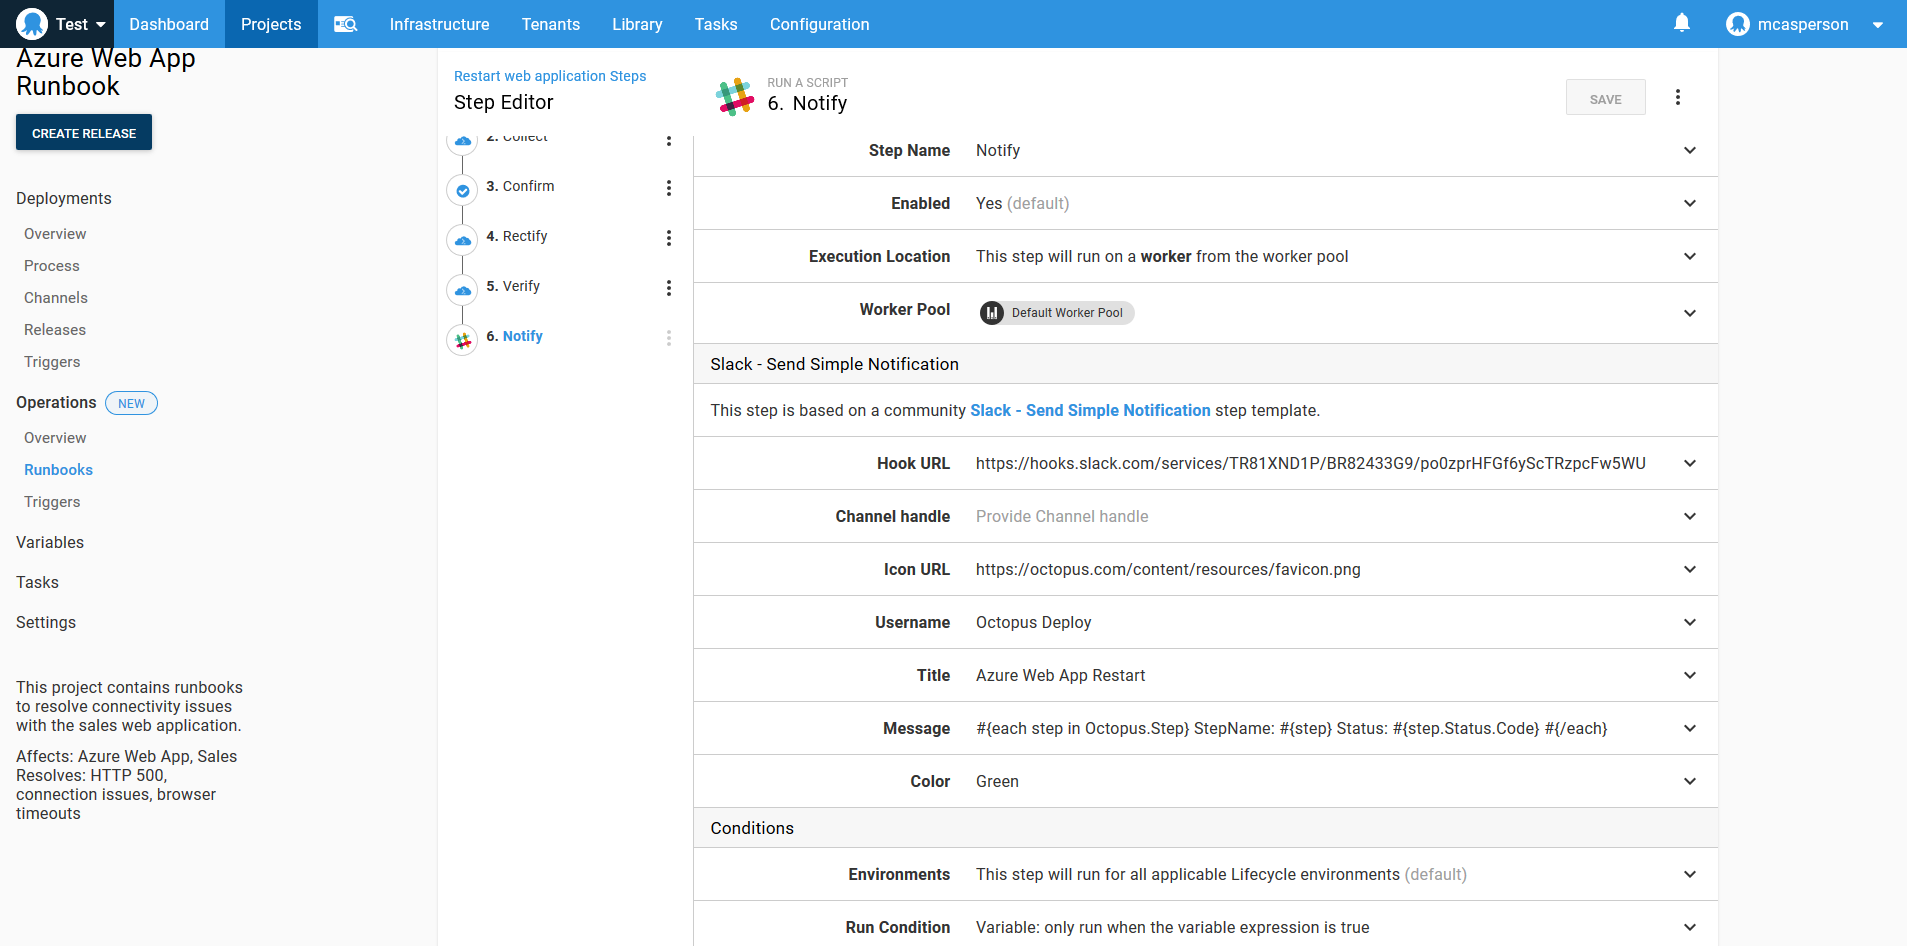 Test
Dashboard
Projects
Infrastructure
Tenants
Library
Tasks
Configuration
mcasperson
Azure Web App
Runbook
CREATE RELEASE
Deployments
Overview
Process
Channels
Releases
Triggers
Operations NEW
Overview
Runbooks
Triggers
Variables
Tasks
Settings
This project contains runbooks
to resolve connectivity issues
with the sales web application.
Affects: Azure Web App, Sales
Resolves: HTTP 500,
connection issues, browser
timeouts
Restart web application Steps
Step Editor
2. Collect
3. Confirm
4. Rectify
5. Verify
6. Notify
RUN A SCRIPT
6. Notify
SAVE
Step Name Notify
Enabled Yes (default)
Execution Location This step will run on a worker from the worker pool
Worker Pool Default Worker Pool
Slack - Send Simple Notification
This step is based on a community Slack - Send Simple Notification step template.
Hook URL https://hooks.slack.com/services/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
Channel handle Provide Channel handle
Icon URL https://octopus.com/content/resources/favicon.png
Username Octopus Deploy
Title Azure Web App Restart
Message #{each step in Octopus.Step} StepName: #{step} Status: #{step.Status.Code} #{/each}
Color Green
Conditions
Environments This step will run for all applicable Lifecycle environments (default)
Run Condition Variable: only run when the variable expression is true